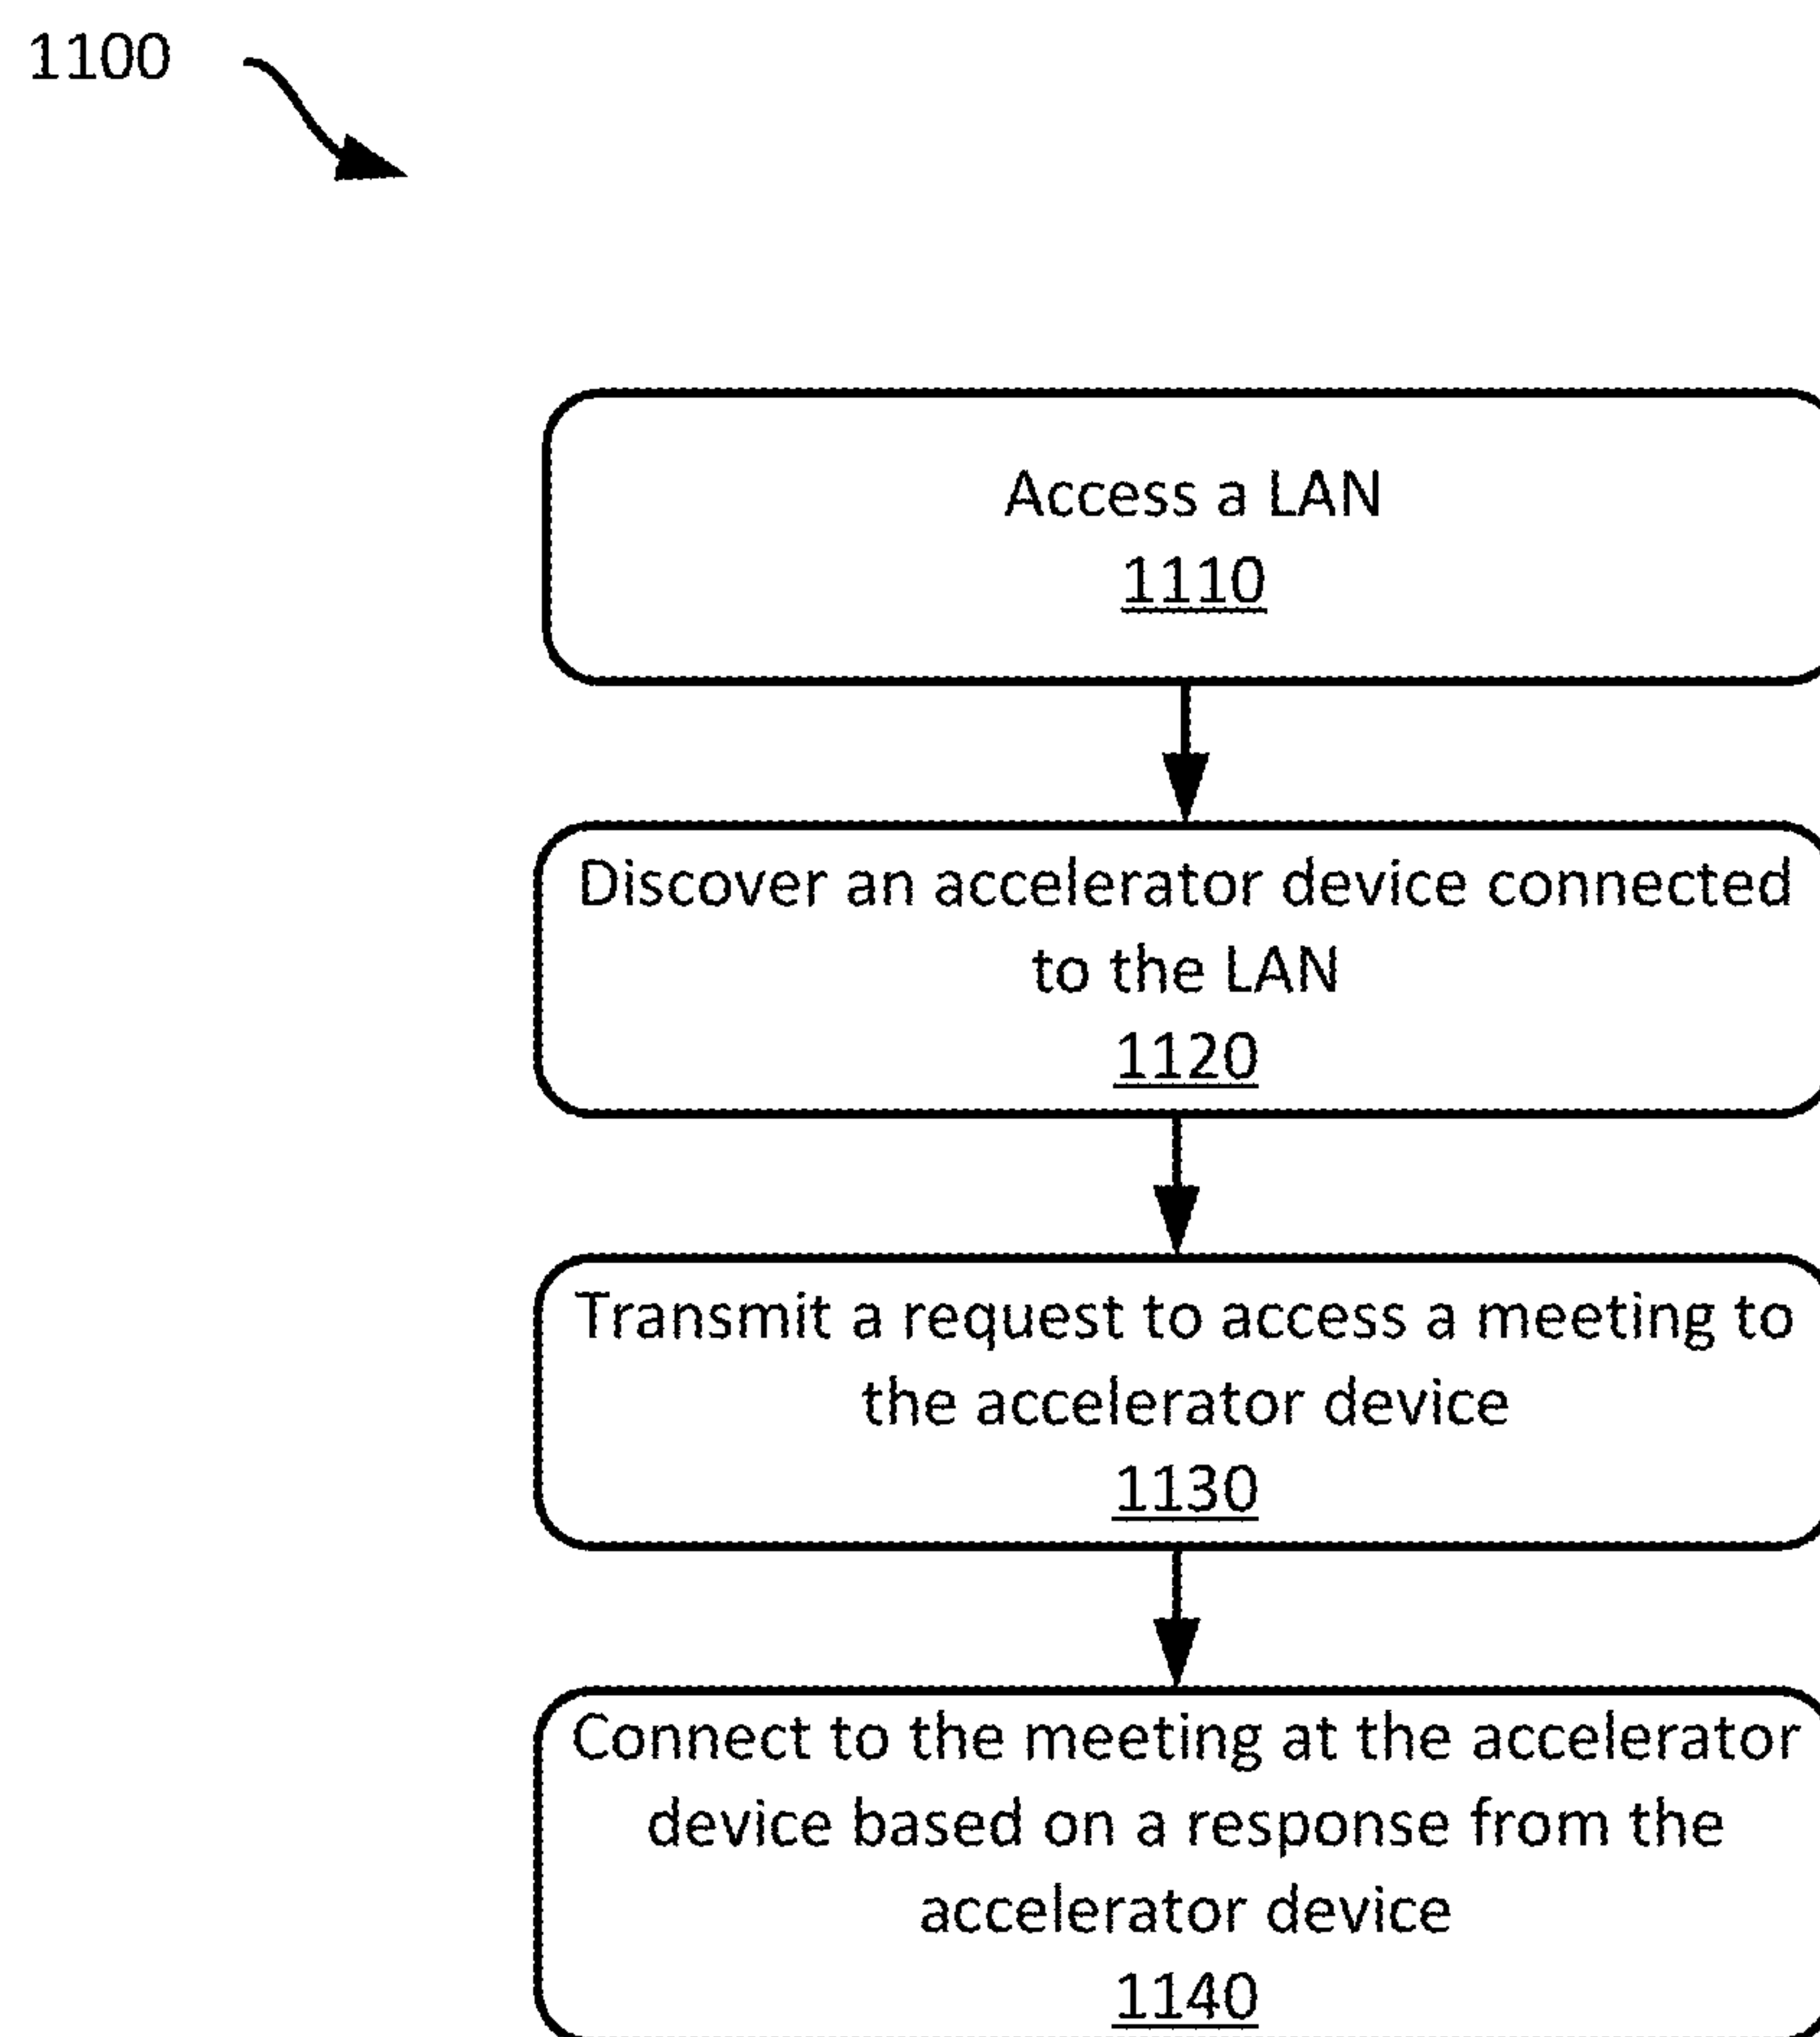 1100
Access a LAN
1110
Discover an accelerator device connected
to the LAN
1120
Transmit a request to access a meeting to
the accelerator device
1130
Connect to the meeting at the accelerator
device based on a response from the
accelerator device
1140